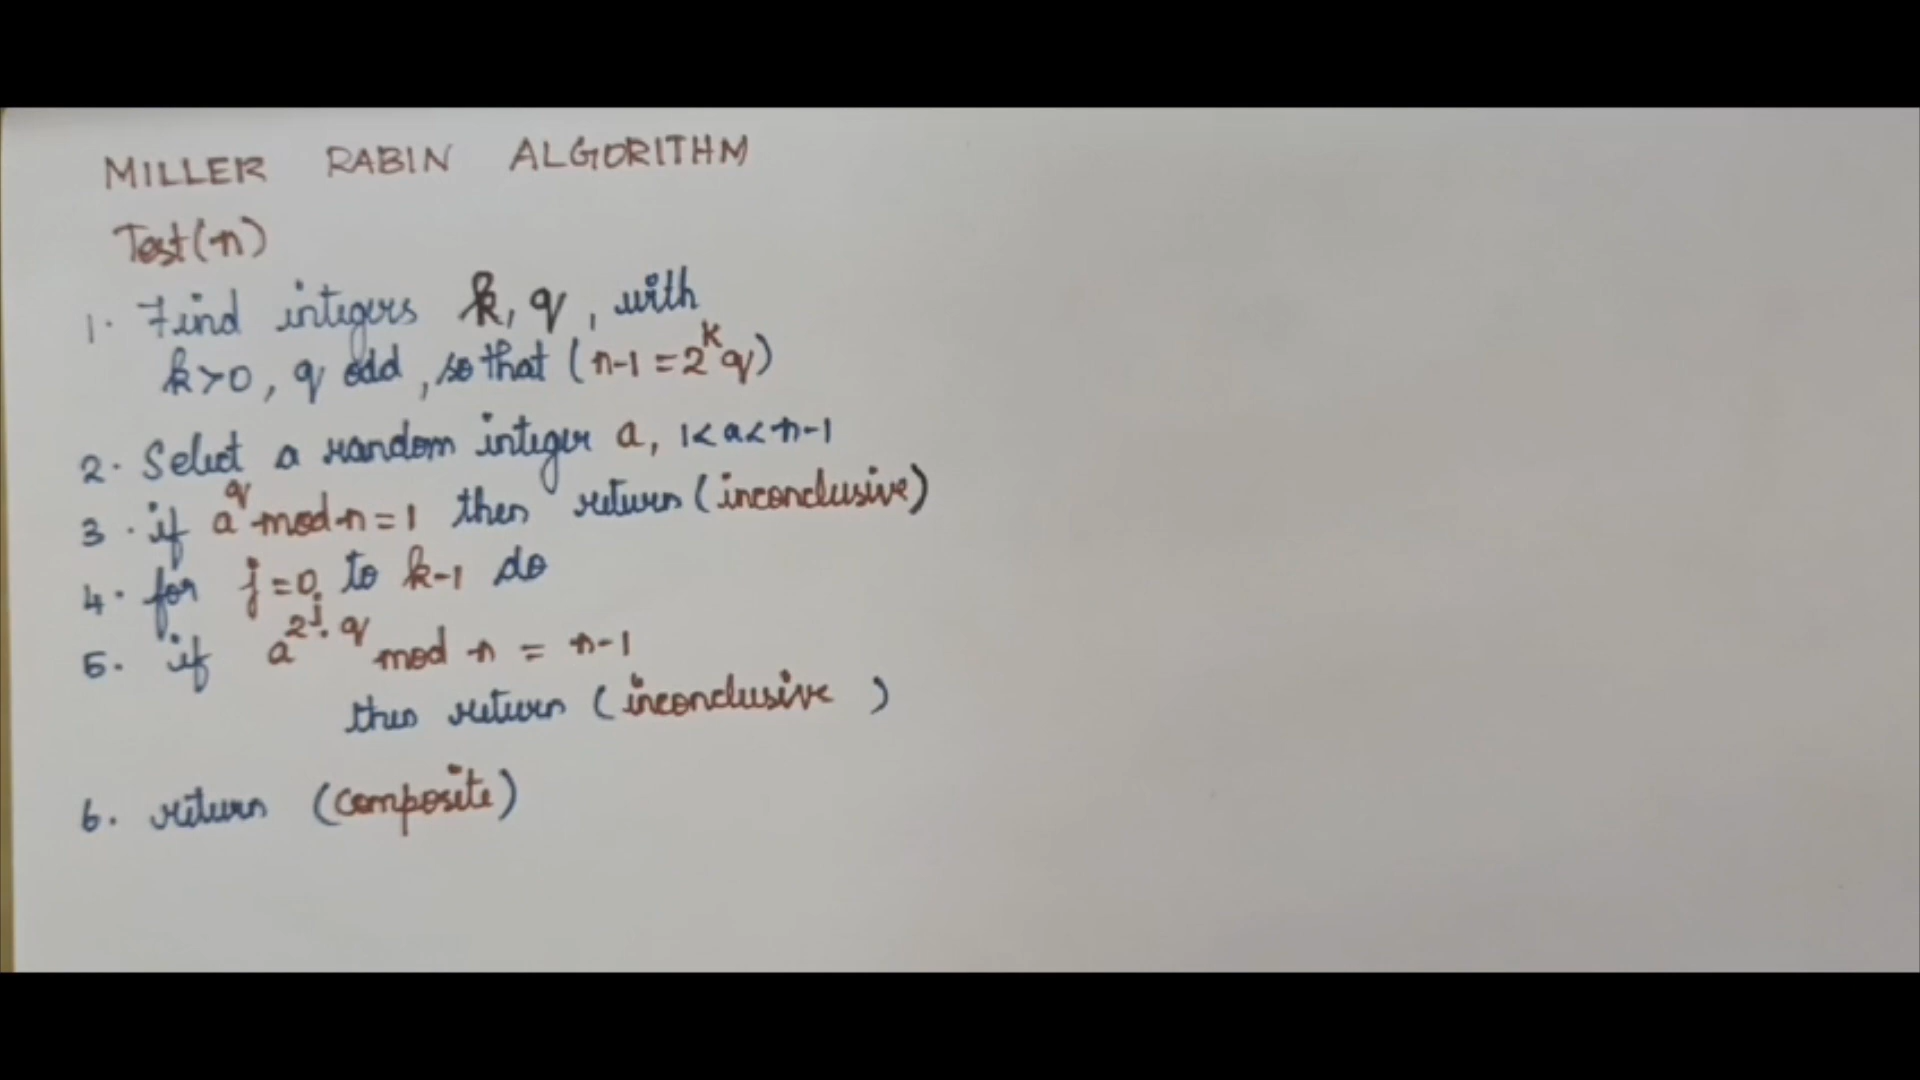 MILLER RABIN ALGORITHM
Test(n)
1. Find integers k, q, with
k>0, q odd, so that (n-1=2^k q)
2. Select a random integer a, 1<a<n-1
3. if a^q mod n=1 then return (inconclusive)
4. for j=0 to k-1 do
5. if a^2^j.q mod n = n-1
then return (inconclusive)
6. return (composite)